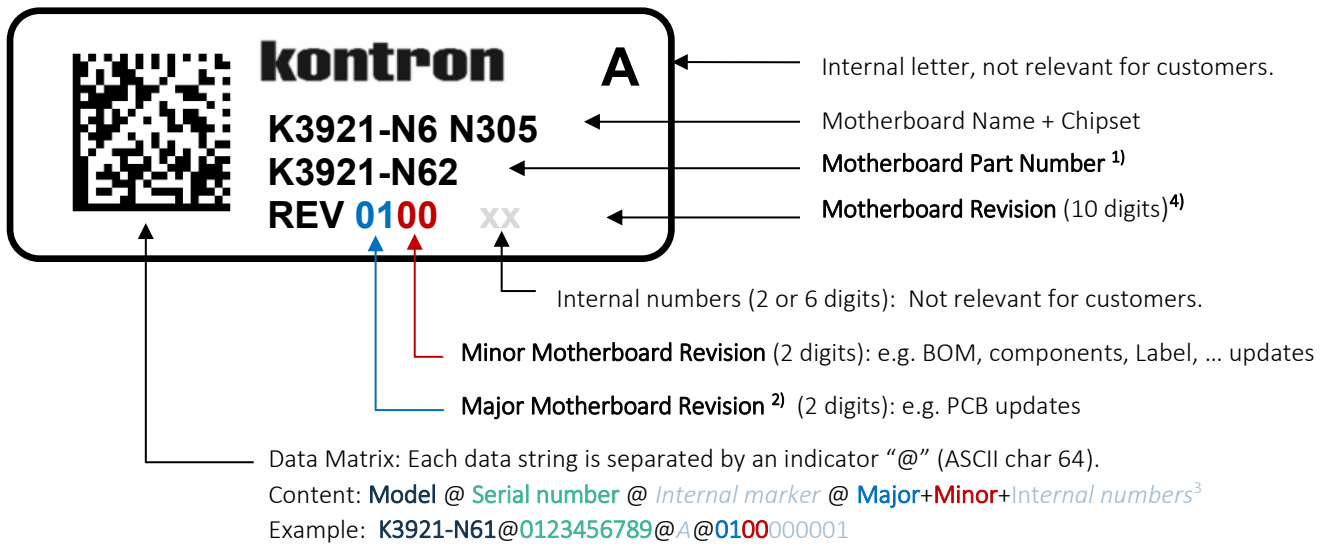 kontron
A
Internal letter, not relevant for customers.
K3921-N6 N305
Motherboard Name + Chipset
K3921-N62
Motherboard Part Number 1)
REV 0100 xx
Motherboard Revision (10 digits)4)
Internal numbers (2 or 6 digits): Not relevant for customers.
Minor Motherboard Revision (2 digits): e.g. BOM, components, Label, … updates
Major Motherboard Revision 2) (2 digits): e.g. PCB updates
Data Matrix: Each data string is separated by an indicator “@” (ASCII char 64).
Content: Model @ Serial number @ Internal marker @ Major+Minor+Internal numbers3
Example: K3921-N61@0123456789@A@0100000001